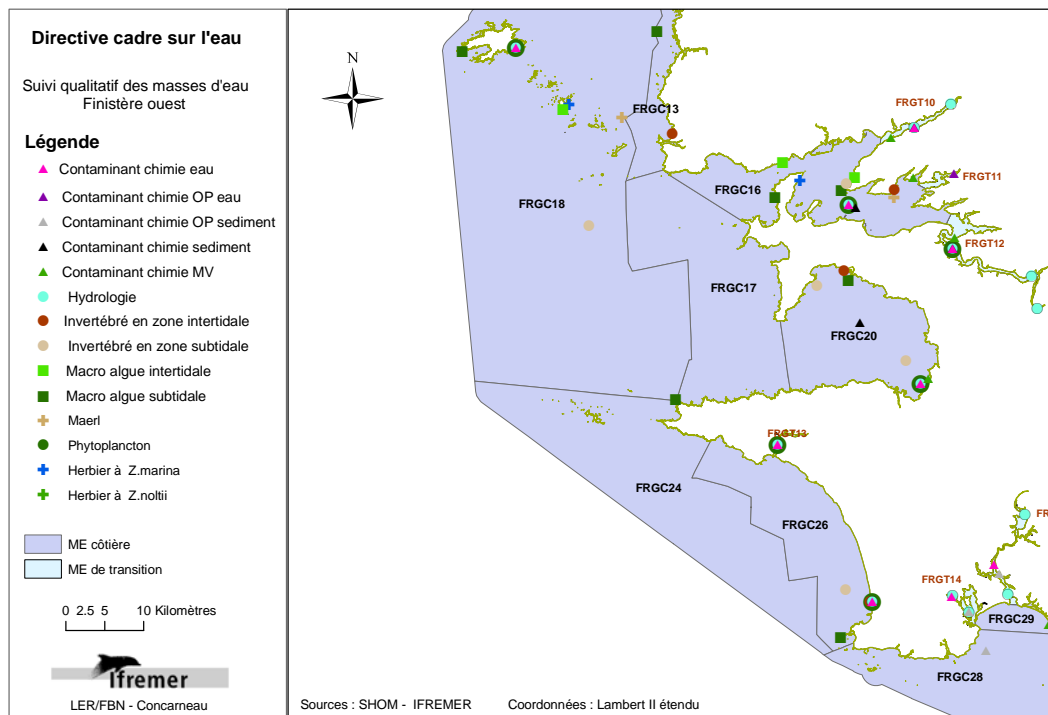 Directive cadre sur l'eau
Suivi qualitatif des masses d'eau
Finistère ouest
Légende
Contaminant chimie eau
Contaminant chimie OP eau
Contaminant chimie OP sediment
Contaminant chimie sediment
Contaminant chimie MV
Hydrologie
Invertébré en zone intertidale
Invertébré en zone subtidale
Macro algue intertidale
Macro algue subtidale
Maerl
Phytoplancton
Herbier à Z.marina
Herbier à Z.noltii
ME côtière
ME de transition
0 2.5 5 10 Kilomètres
Ifremer
LER/FBN - Concarneau
FRGC13
FRGT10
FRGT11
FRGC16
FRGC18
FRGT12
FRGC17
FRGC20
FRGT13
FRGC24
FRGC26
FR
FRGT14
FRGC29
FRGC28
Sources : SHOM - IFREMER Coordonnées : Lambert II étendu